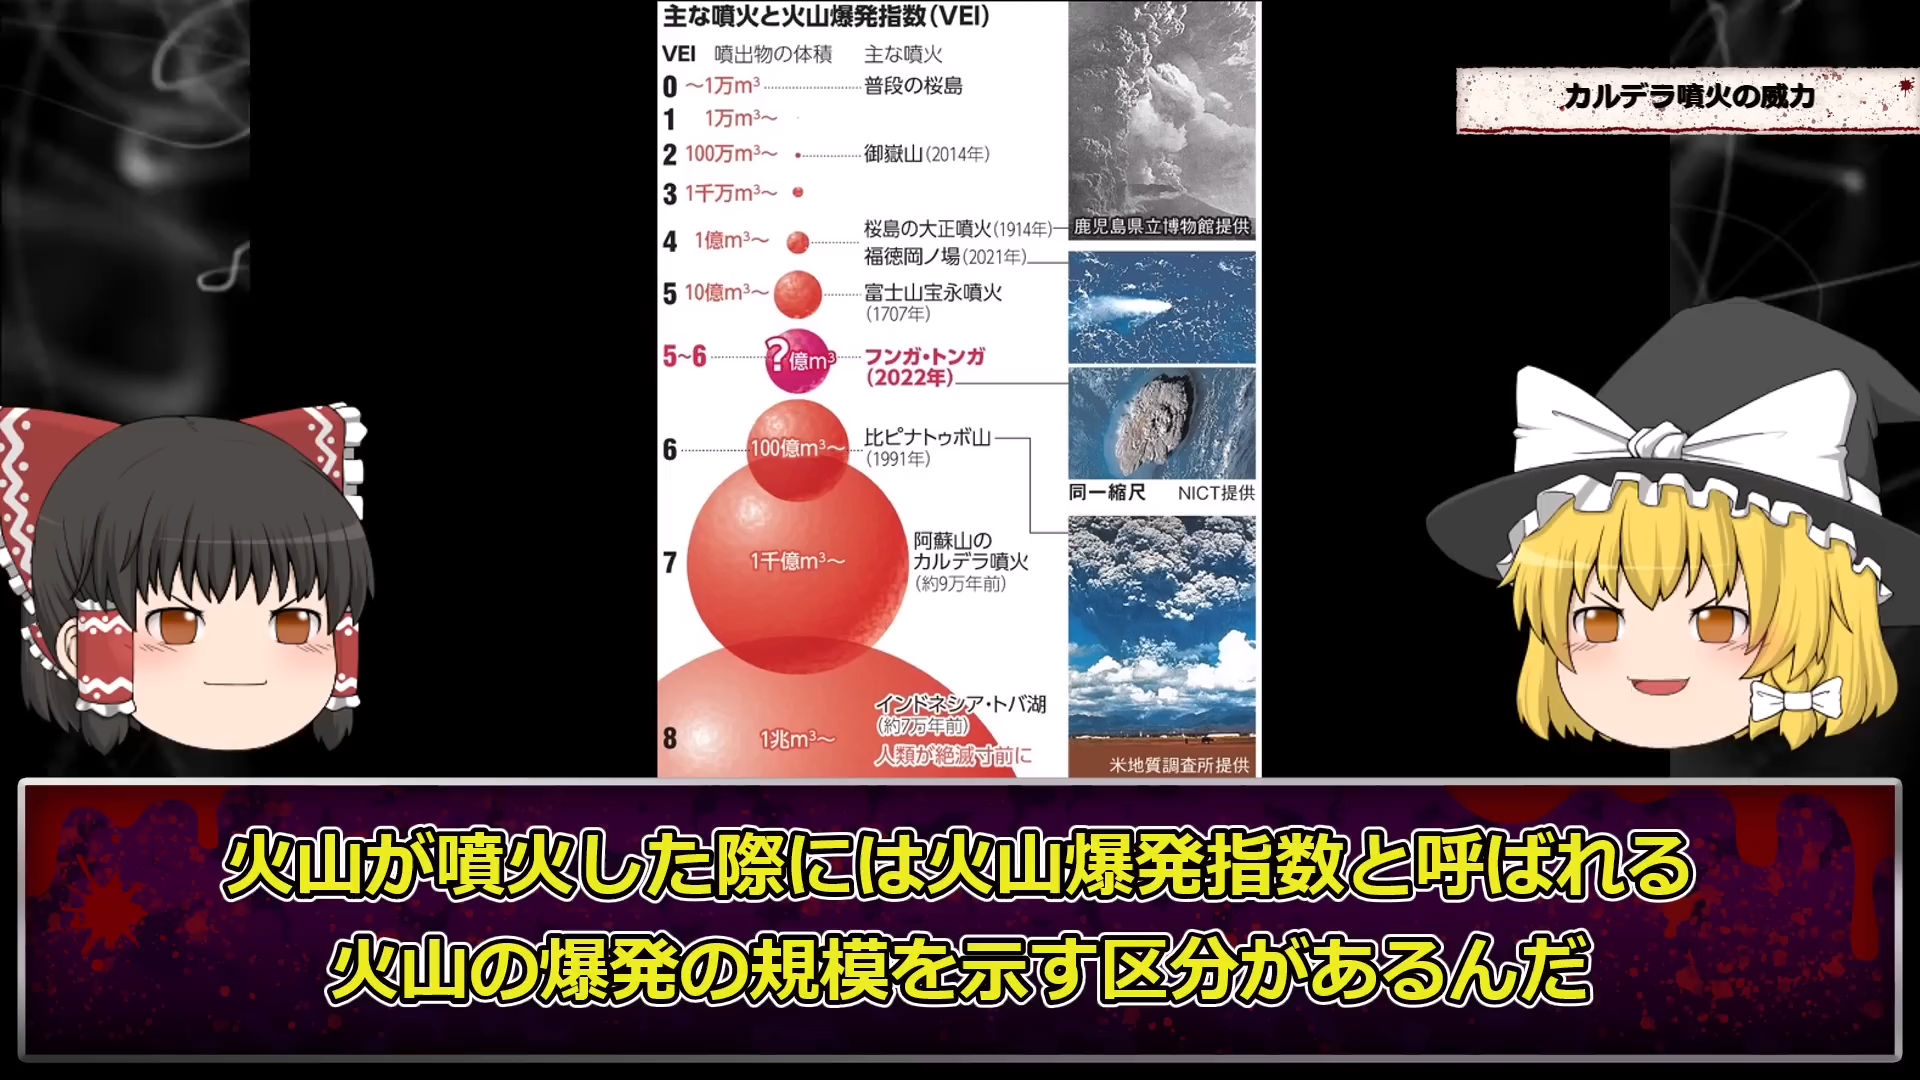 主な噴火と火山爆発指数(VEI)
VEI 噴出物の体積 主な噴火
0 ～1万m³ 普段の桜島
1 1万m³～
2 100万m³～ 御嶽山(2014年)
3 1千万m³～
4 1億m³～ 桜島の大正噴火(1914年)
福徳岡ノ場(2021年)
5 10億m³～ 富士山宝永噴火
(1707年)
5~6 ?億m³ フンガ・トンガ
(2022年)
6 100億m³～ 比ピナトゥボ山
(1991年)
7 1千億m³～ 阿蘇山の
カルデラ噴火
(約9万年前)
8 1兆m³～ インドネシア・トバ湖
(約7万年前)
人類が絶滅寸前に
鹿児島県立博物館提供
同一縮尺 NICT提供
米地質調査所提供
カルデラ噴火の威力
火山が噴火した際には火山爆発指数と呼ばれる
火山の爆発の規模を示す区分があるんだ